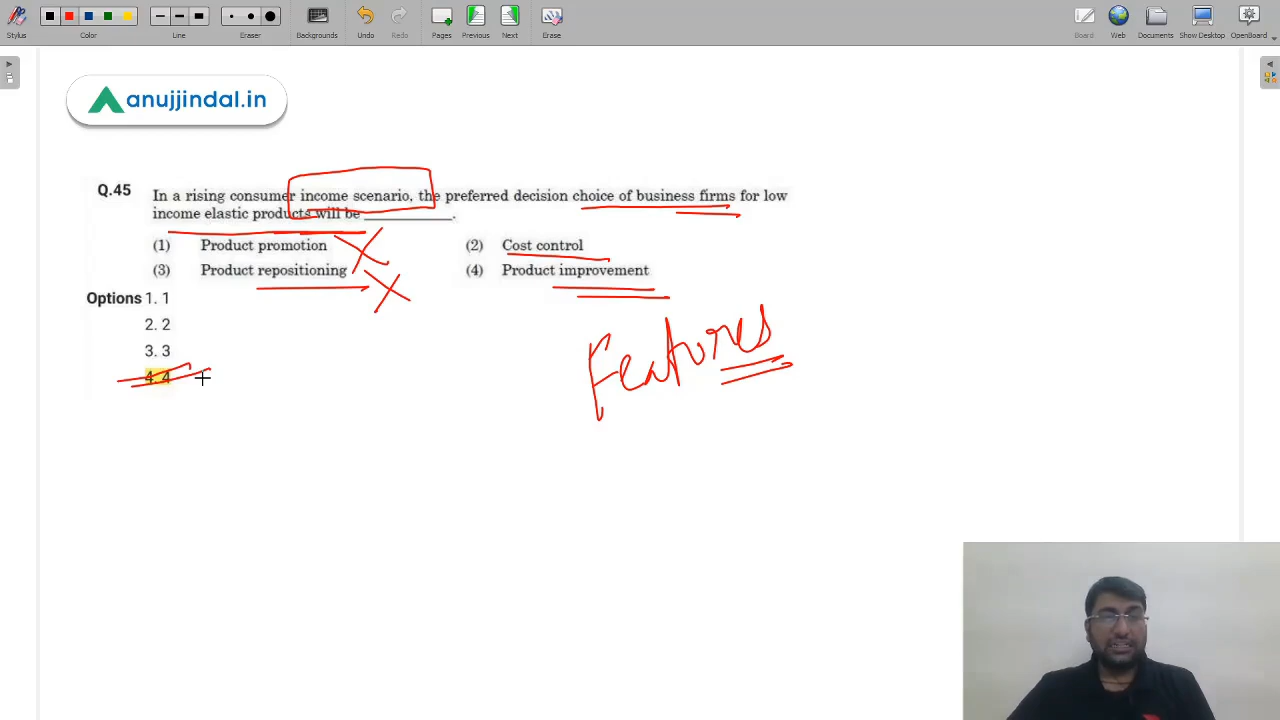 Stylus
Color
Line
Eraser
Backgrounds
Undo
Redo
Pages
Previous
Next
Erase
Board
Web
Documents
Show Desktop
OpenBoard
anujjindal.in
Q.45 In a rising consumer income scenario, the preferred decision choice of business firms for low
income elastic products will be __________.
(1) Product promotion (2) Cost control
(3) Product repositioning (4) Product improvement
Options 1. 1
2. 2
3. 3
4. 4
Features